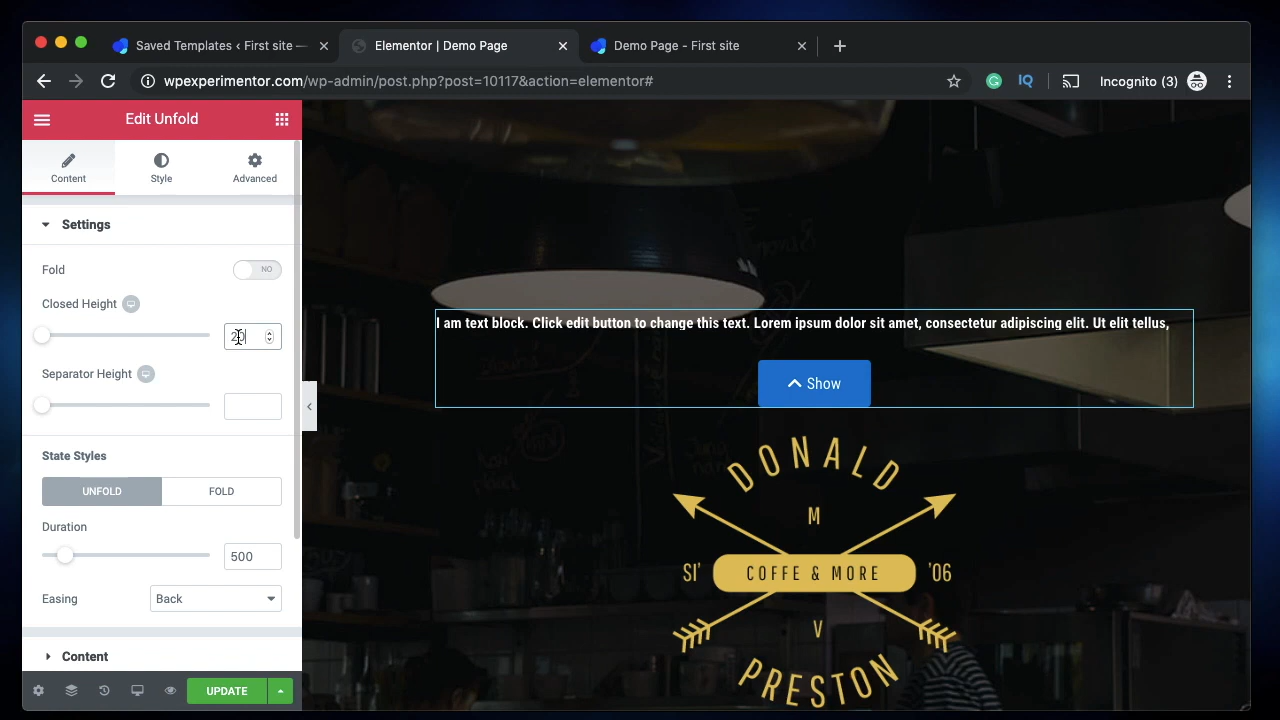 Saved Templates ‹ First site —
Elementor | Demo Page
Demo Page - First site
wpexperimentor.com/wp-admin/post.php?post=10117&action=elementor#
IQ
Incognito (3)
Edit Unfold
Content
Style
Advanced
Settings
Fold
NO
Closed Height
Separator Height
State Styles
UNFOLD
FOLD
Duration
500
Easing
Back
Content
UPDATE
I am text block. Click edit button to change this text. Lorem ipsum dolor sit amet, consectetur adipiscing elit. Ut elit tellus,
Show
DONALD
M
SI’
COFFE & MORE
’06
V
PRESTON